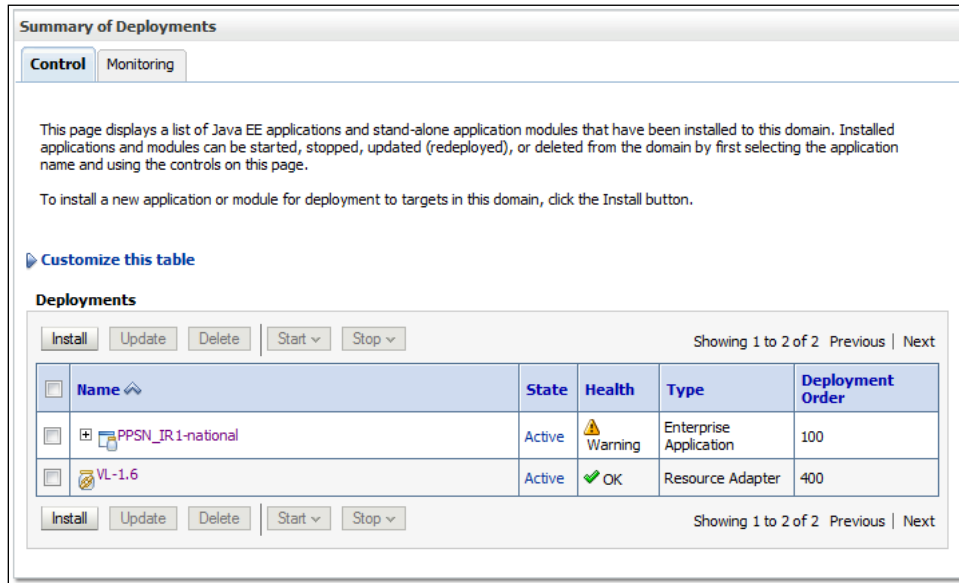 Summary of Deployments
Control Monitoring
This page displays a list of Java EE applications and stand-alone application modules that have been installed to this domain. Installed
applications and modules can be started, stopped, updated (redeployed), or deleted from the domain by first selecting the application
name and using the controls on this page.
To install a new application or module for deployment to targets in this domain, click the Install button.
Customize this table
Deployments
Install Update Delete Start Stop Showing 1 to 2 of 2 Previous | Next
Name State Health Type Deployment
Order
PPSN_IR1-national Active Warning Enterprise
Application 100
VL-1.6 Active OK Resource Adapter 400
Install Update Delete Start Stop Showing 1 to 2 of 2 Previous | Next